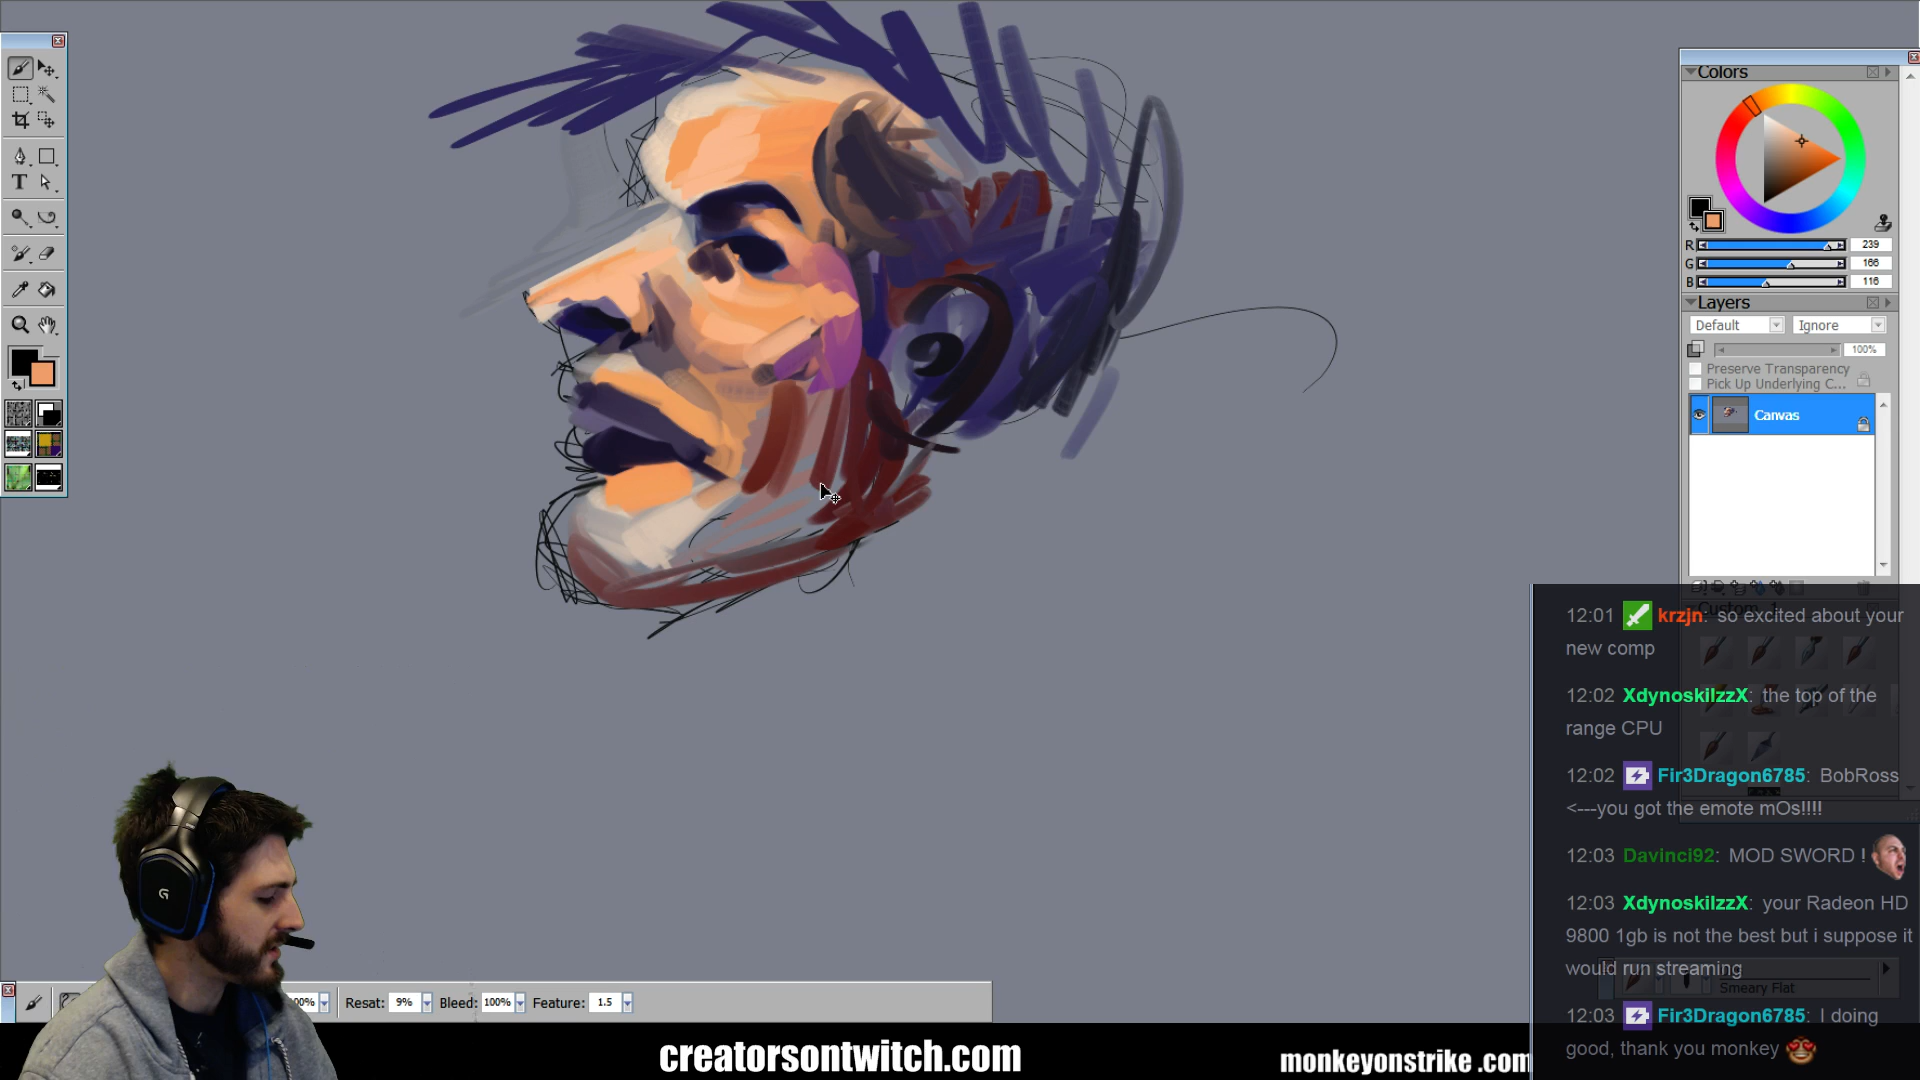 Colors
R 239
G 166
B 116
Layers
Default Ignore
100%
Preserve Transparency
Pick Up Underlying C...
Canvas
T
12:01 krzjn: so excited about your
new comp
12:02 XdynoskilzzX: the top of the
range CPU
12:02 Fir3Dragon6785: BobRoss
<---you got the emote mOs!!!!
12:03 Davinci92: MOD SWORD !
12:03 XdynoskilzzX: your Radeon HD
9800 1gb is not the best but i suppose it
would run streaming
Smeary Flat
12:03 Fir3Dragon6785: I doing
good, thank you monkey
Resat: 9% Bleed: 100% Feature: 1.5
creatorsontwitch.com
monkeyonstrike .com